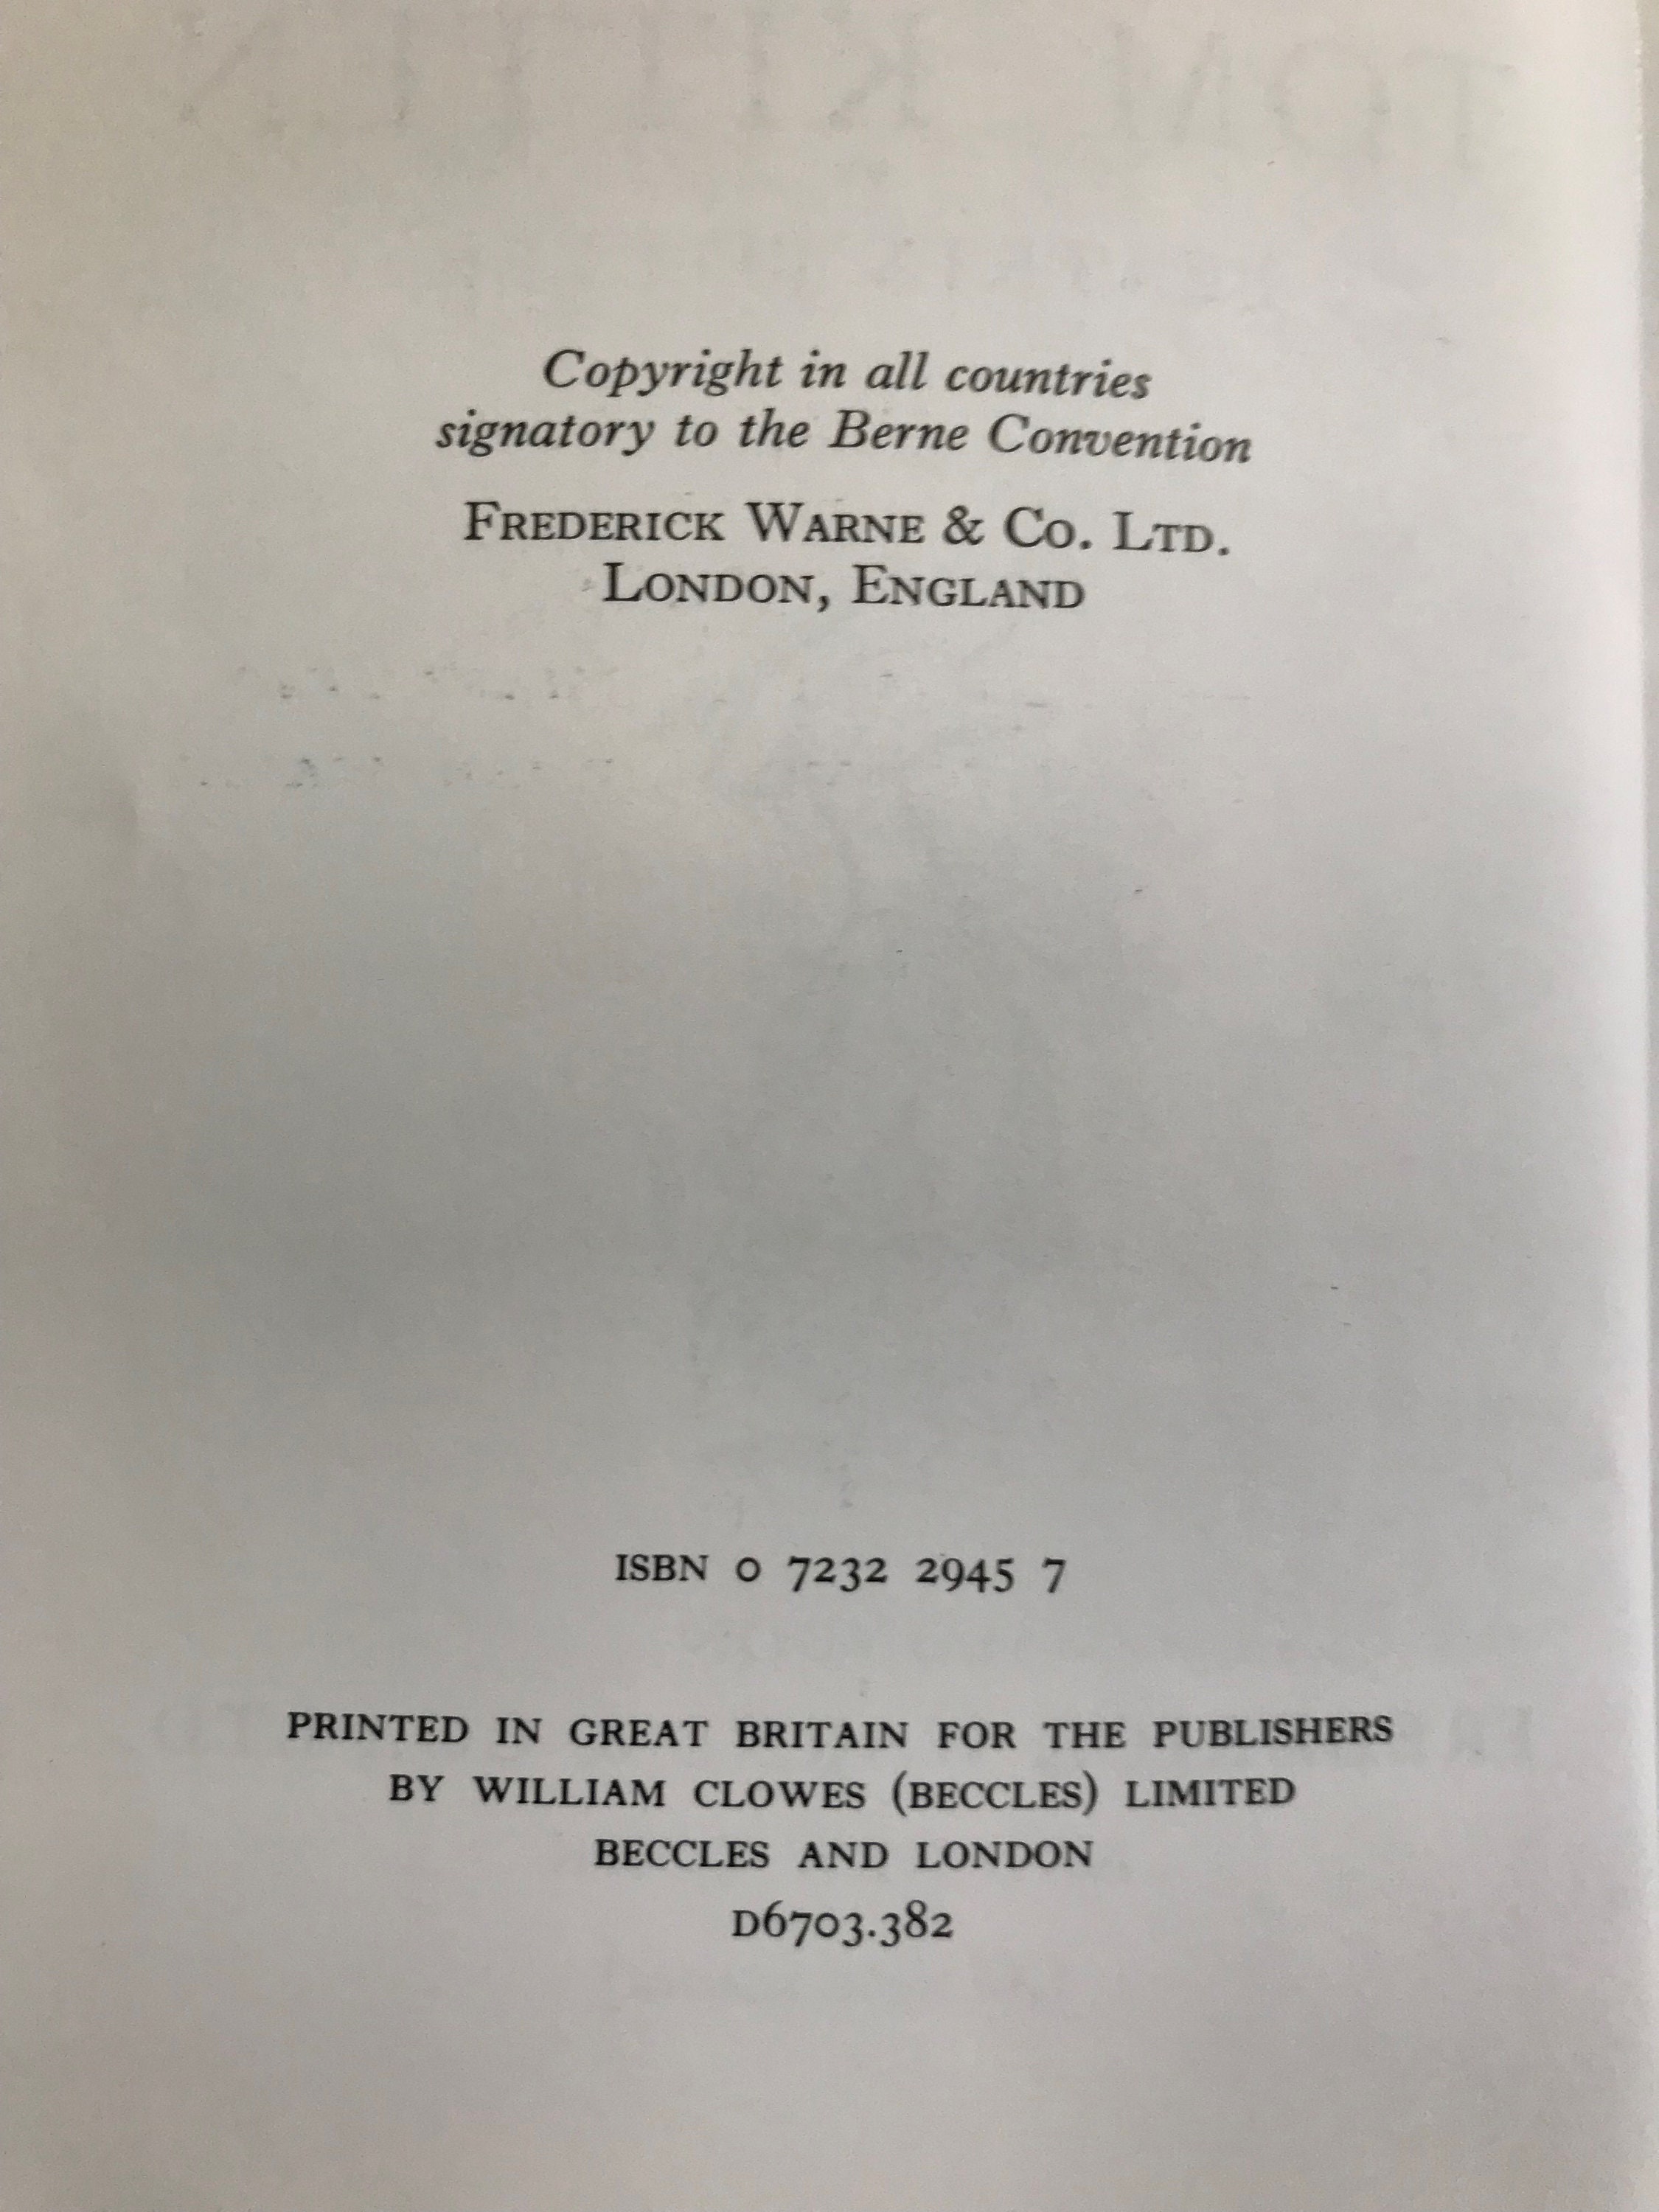 Copyright in all countries
signatory to the Berne Convention
FREDERICK WARNE & CO. LTD.
LONDON, ENGLAND
ISBN 0 7232 2945 7
PRINTED IN GREAT BRITAIN FOR THE PUBLISHERS
BY WILLIAM CLOWES (BECCLES) LIMITED
BECCLES AND LONDON
D6703.382